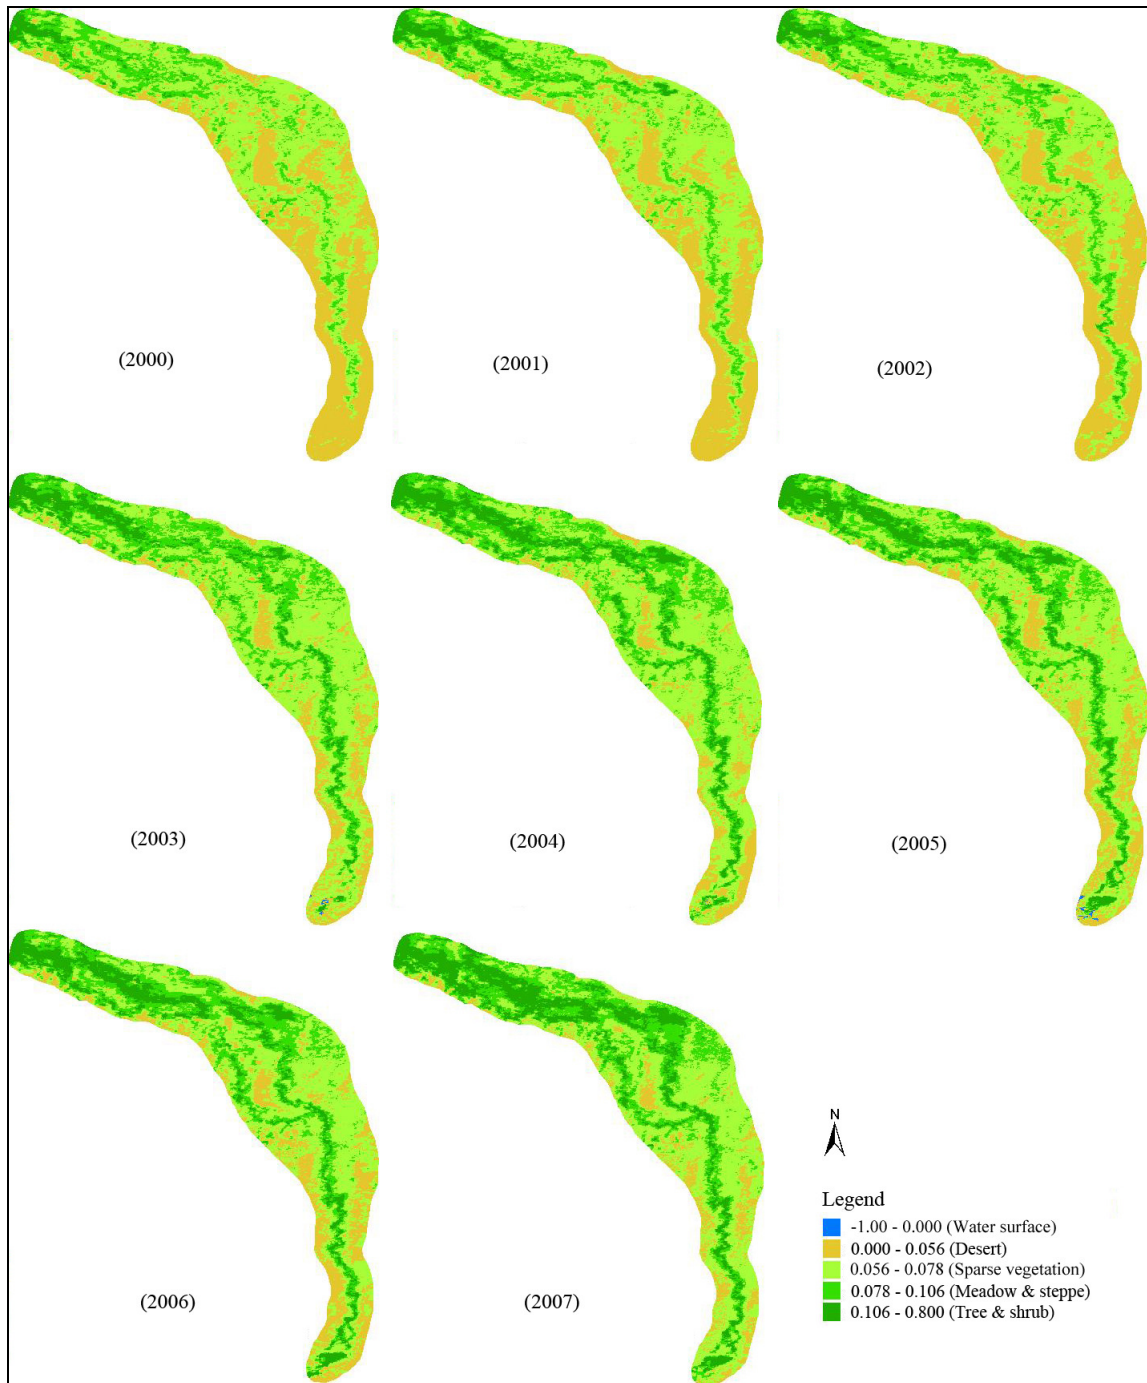 (2000)
(2001)
(2002)
(2003)
(2004)
(2005)
(2006)
(2007)
N
Legend
-1.00 - 0.000 (Water surface)
0.000 - 0.056 (Desert)
0.056 - 0.078 (Sparse vegetation)
0.078 - 0.106 (Meadow & steppe)
0.106 - 0.800 (Tree & shrub)